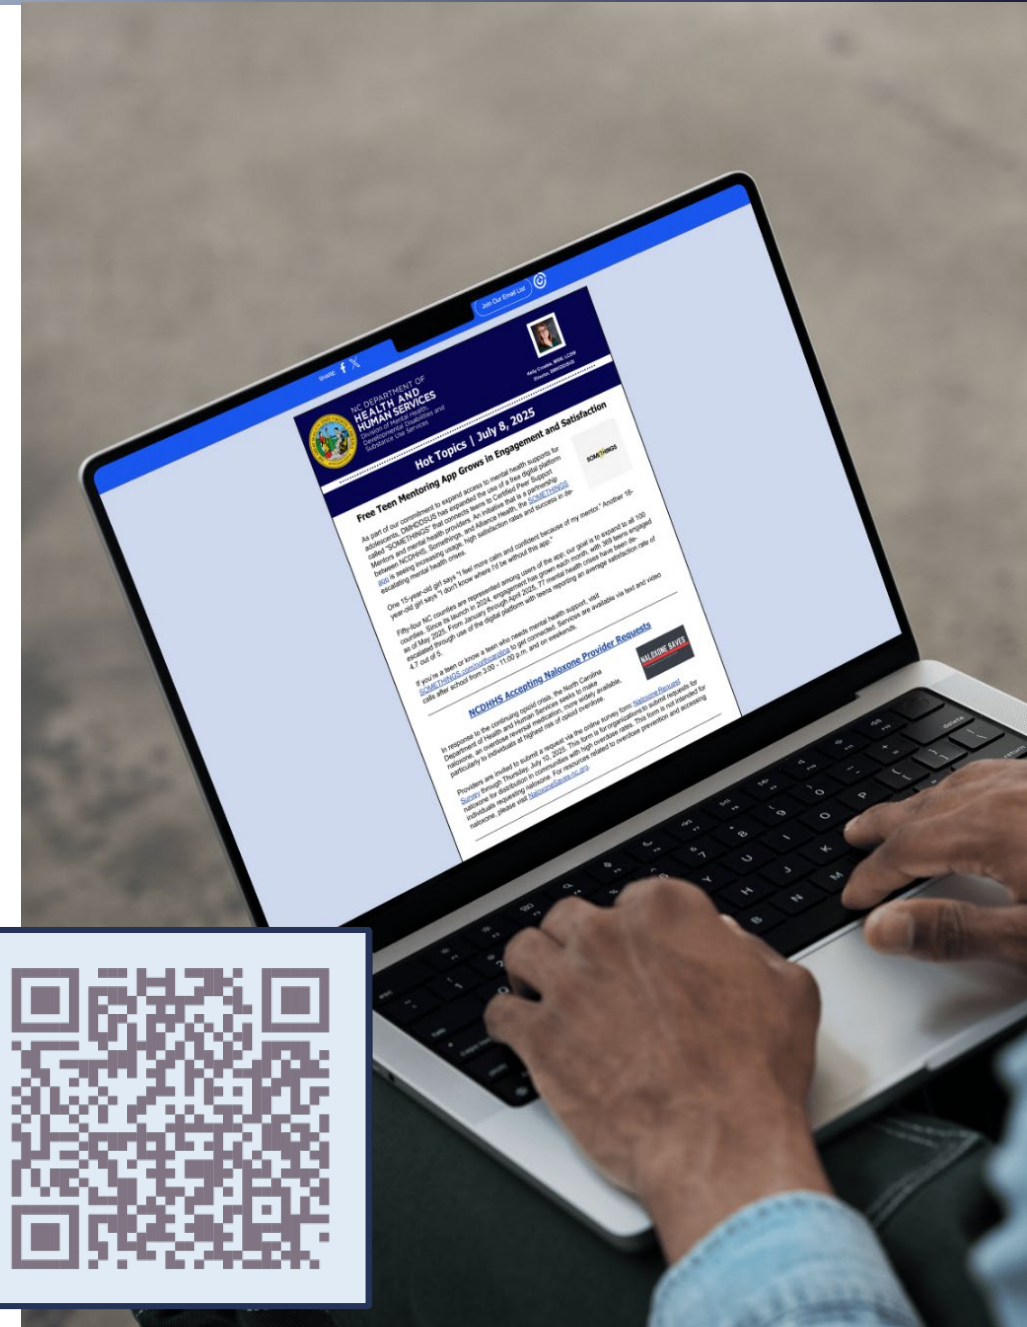 SHARE:
Join Our Email List
NC DEPARTMENT OF
HEALTH AND
HUMAN SERVICES
Division of Mental Health,
Developmental Disabilities and
Substance Use Services
Kelly Crosbie, MSW, LCSW
Director, DMHDDSUS
Hot Topics | July 8, 2025
Free Teen Mentoring App Grows in Engagement and Satisfaction
As part of our commitment to expand access to mental health supports for
adolescents, DMHDDSUS has expanded the use of a free digital platform
called "SOMETHINGS" that connects teens to Certified Peer Support
Mentors and mental health providers. An initiative that is a partnership
between NCDHHS, Somethings, and Alliance Health, the SOMETHINGS
app is seeing increasing usage, high satisfaction rates and success in de-
escalating mental health crises.
SOMETHINGS
One 15-year-old girl says "I feel more calm and confident because of my mentor." Another 18-
year-old girl says "I don't know where I'd be without this app."
Fifty-four NC counties are represented among users of the app; our goal is to expand to all 100
counties. Since its launch in 2024, engagement has grown each month, with 368 teens engaged
as of May 2025. From January through April 2025, 77 mental health crises have been de-
escalated through use of the digital platform with teens reporting an average satisfaction rate of
4.7 out of 5.
If you're a teen or know a teen who needs mental health support, visit
SOMETHINGS.com/northcarolina to get connected. Services are available via text and video
calls after school from 3:00 - 11:00 p.m. and on weekends.
NCDHHS Accepting Naloxone Provider Requests
NALOXONE SAVES
In response to the continuing opioid crisis, the North Carolina
Department of Health and Human Services seeks to make
naloxone, an overdose reversal medication, more widely available,
particularly to individuals at highest risk of opioid overdose.
Providers are invited to submit a request via the online survey form Naloxone Request
Survey through Thursday, July 10, 2025. This form is for organizations to submit requests for
naloxone for distribution in communities with high overdose rates. This form is not intended for
individuals requesting naloxone. For resources related to overdose prevention and accessing
naloxone, please visit NaloxoneSaves-nc.org.